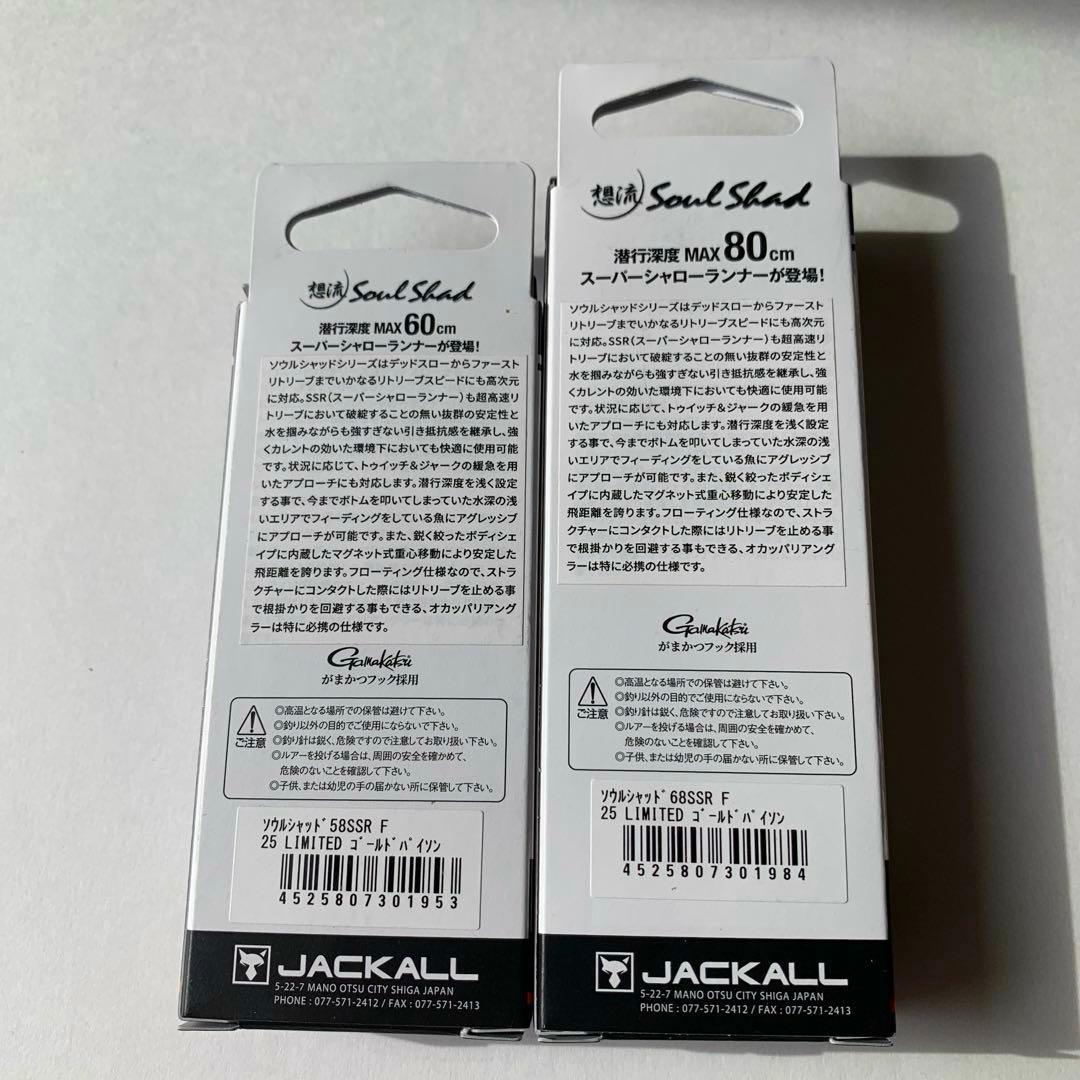 想流 Soul Shad
潜行深度 MAX 60cm
スーパーシャローランナーが登場!
ソウルシャッドシリーズはデッドスローからファースト
リトリーブまでいかなるリトリーブスピードにも高次元
に対応。SSR(スーパーシャローランナー)も超高速リ
トリーブにおいて破綻することの無い抜群の安定性と
水を掴みながらも強すぎない引き抵抗感を継承し、強
くカレントの効いた環境下においても快適に使用可能
です。状況に応じて、トゥイッチ&ジャークの緩急を用
いたアプローチにも対応します。潜行深度を浅く設定
する事で、今までボトムを叩いてしまっていた水深の浅
いエリアでフィーディングをしている魚にアグレッシブ
にアプローチが可能です。また、鋭く絞ったボディシェ
イプに内蔵したマグネット式重心移動により安定した
飛距離を誇ります。フローティング仕様なので、ストラ
クチャーにコンタクトした際にはリトリーブを止める事
で根掛かりを回避する事もできる、オカッパリアング
ラーは特に必携の仕様です。
Gamakatsu
がまかつフック採用
ご注意
◎高温となる場所での保管は避けて下さい。
◎釣り以外の目的でご使用にならないで下さい。
◎釣り針は鋭く、危険ですので注意してお取り扱い下さい。
◎ルアーを投げる場合は、周囲の安全を確かめて、
危険のないことを確認して下さい。
◎子供、または幼児の手の届かない所に保管して下さい。
ソウルシャッド 58SSR F
25 LIMITED ゴールドパイソン
4525807301953
JACKALL
5-22-7 MANO OTSU CITY SHIGA JAPAN
PHONE : 077-571-2412 / FAX : 077-571-2413
想流 Soul Shad
潜行深度 MAX 80cm
スーパーシャローランナーが登場!
ソウルシャッドシリーズはデッドスローからファースト
リトリーブまでいかなるリトリーブスピードにも高次元
に対応。SSR(スーパーシャローランナー)も超高速リ
トリーブにおいて破綻することの無い抜群の安定性と
水を掴みながらも強すぎない引き抵抗感を継承し、強
くカレントの効いた環境下においても快適に使用可能
です。状況に応じて、トゥイッチ&ジャークの緩急を用
いたアプローチにも対応します。潜行深度を浅く設定
する事で、今までボトムを叩いてしまっていた水深の浅
いエリアでフィーディングをしている魚にアグレッシブ
にアプローチが可能です。また、鋭く絞ったボディシェ
イプに内蔵したマグネット式重心移動により安定した
飛距離を誇ります。フローティング仕様なので、ストラ
クチャーにコンタクトした際にはリトリーブを止める事
で根掛かりを回避する事もできる、オカッパリアング
ラーは特に必携の仕様です。
Gamakatsu
がまかつフック採用
ご注意
◎高温となる場所での保管は避けて下さい。
◎釣り以外の目的でご使用にならないで下さい。
◎釣り針は鋭く、危険ですので注意してお取り扱い下さい。
◎ルアーを投げる場合は、周囲の安全を確かめて、
危険のないことを確認して下さい。
◎子供、または幼児の手の届かない所に保管して下さい。
ソウルシャッド 68SSR F
25 LIMITED ゴールドパイソン
4525807301984
JACKALL
5-22-7 MANO OTSU CITY SHIGA JAPAN
PHONE : 077-571-2412 / FAX : 077-571-2413